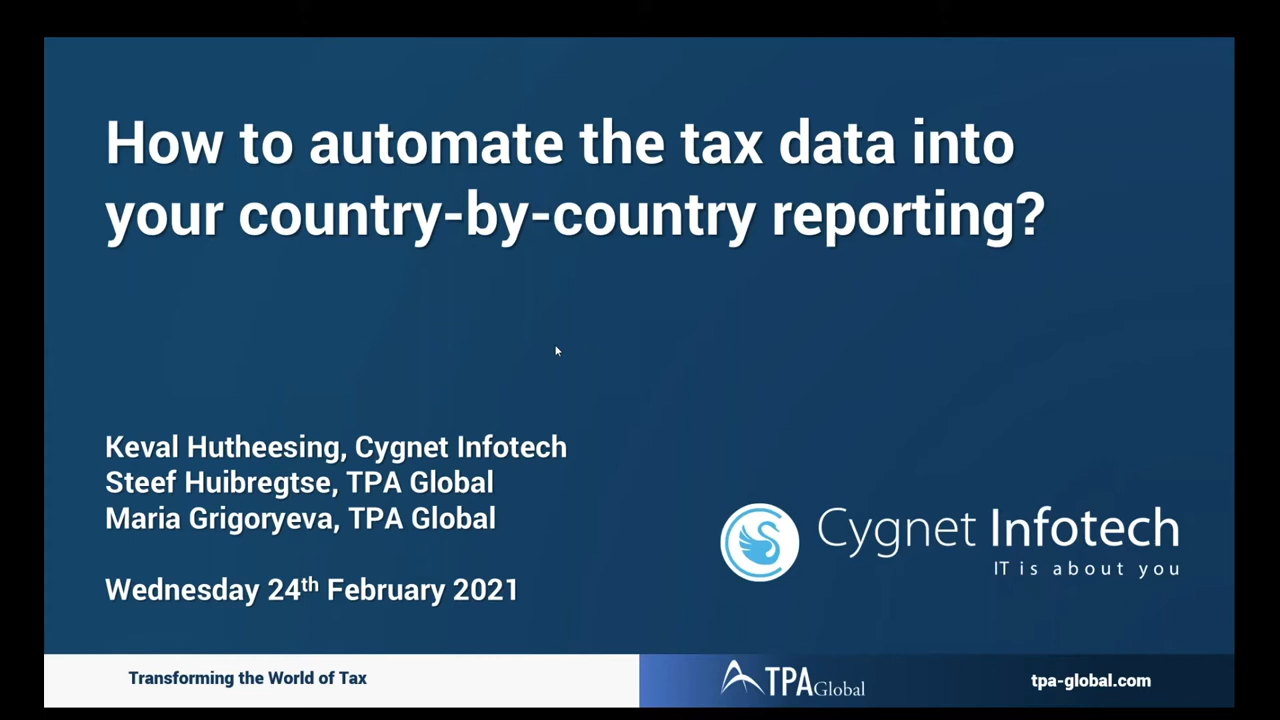 How to automate the tax data into
your country-by-country reporting?
Keval Hutheesing, Cygnet Infotech
Steef Huibregtse, TPA Global
Maria Grigoryeva, TPA Global
Wednesday 24th February 2021
Cygnet Infotech
IT is about you
Transforming the World of Tax
TPA Global
tpa-global.com